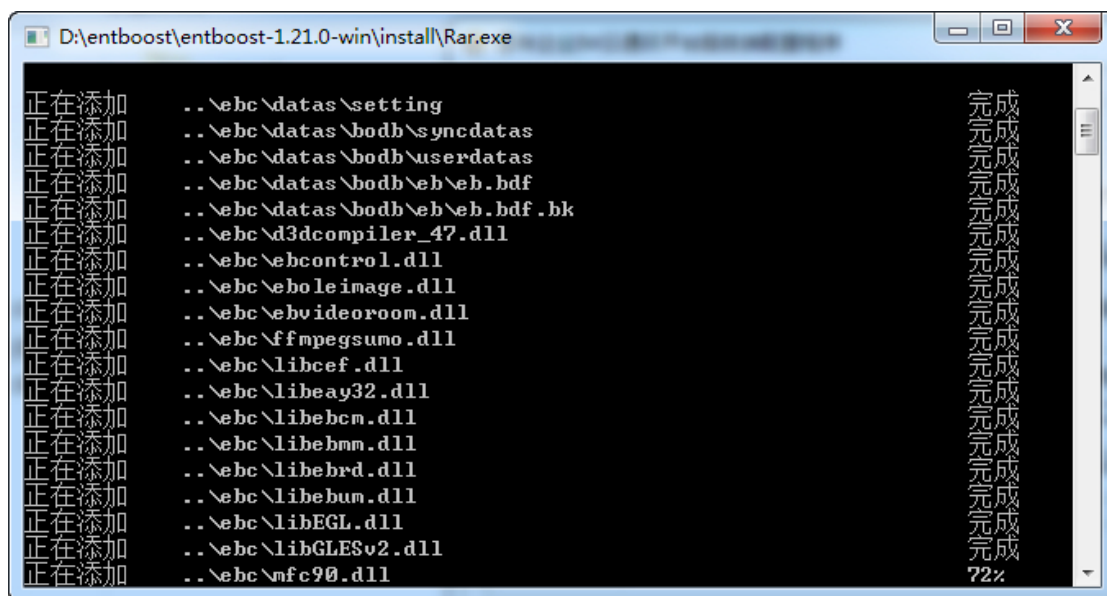 D:\entboost\entboost-1.21.0-win\install\Rar.exe
正在添加 ..\ebc\datas\setting 完成
正在添加 ..\ebc\datas\bodb\syncdatas 完成
正在添加 ..\ebc\datas\bodb\userdatas 完成
正在添加 ..\ebc\datas\bodb\eb\eb.bdf 完成
正在添加 ..\ebc\datas\bodb\eb\eb.bdf.bk 完成
正在添加 ..\ebc\d3dcompiler_47.dll 完成
正在添加 ..\ebc\ebcontrol.dll 完成
正在添加 ..\ebc\eboleimage.dll 完成
正在添加 ..\ebc\ebvideoroom.dll 完成
正在添加 ..\ebc\ffmpegsumo.dll 完成
正在添加 ..\ebc\libcef.dll 完成
正在添加 ..\ebc\libeay32.dll 完成
正在添加 ..\ebc\libebcm.dll 完成
正在添加 ..\ebc\libebmm.dll 完成
正在添加 ..\ebc\libebrd.dll 完成
正在添加 ..\ebc\libebum.dll 完成
正在添加 ..\ebc\libEGL.dll 完成
正在添加 ..\ebc\libGLESv2.dll 完成
正在添加 ..\ebc\mfc90.dll 72%